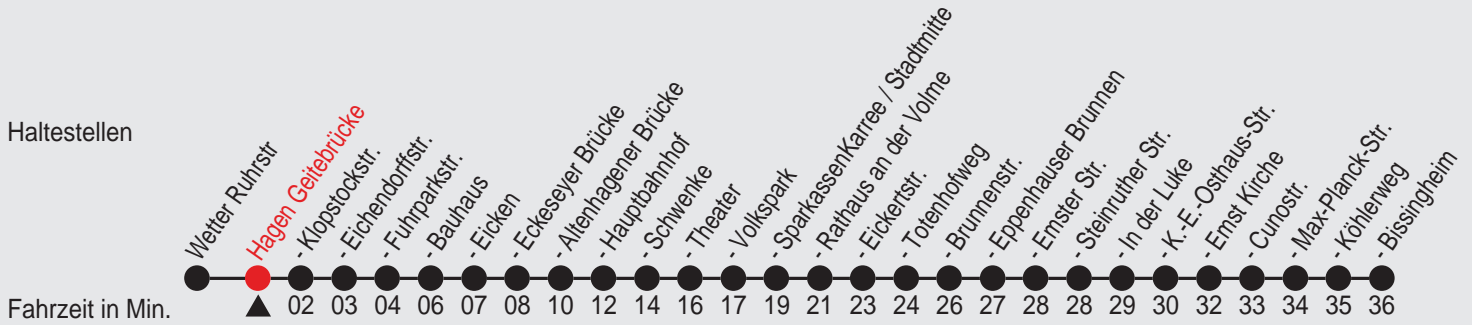 Haltestellen
Wetter Ruhrstr
Hagen Geitebrücke
- Klopstockstr.
- Eichendorffstr.
- Fuhrparkstr.
- Bauhaus
- Eicken
- Eckeseyer Brücke
- Altenhagener Brücke
- Hauptbahnhof
- Schwenke
- Theater
- Volkspark
- SparkassenKarree / Stadtmitte
- Rathaus an der Volme
- Eickertstr.
- Totenhofweg
- Brunnenstr.
- Eppenhauser Brunnen
- Emster Str.
- Steinruther Str.
- In der Luke
- K.-E.-Osthaus-Str.
- Emst Kirche
- Cunostr.
- Max-Planck-Str.
- Köhlerweg
- Bissingheim
Fahrzeit in Min. 02 03 04 06 07 08 10 12 14 16 17 19 21 23 24 26 27 28 28 29 30 32 33 34 35 36